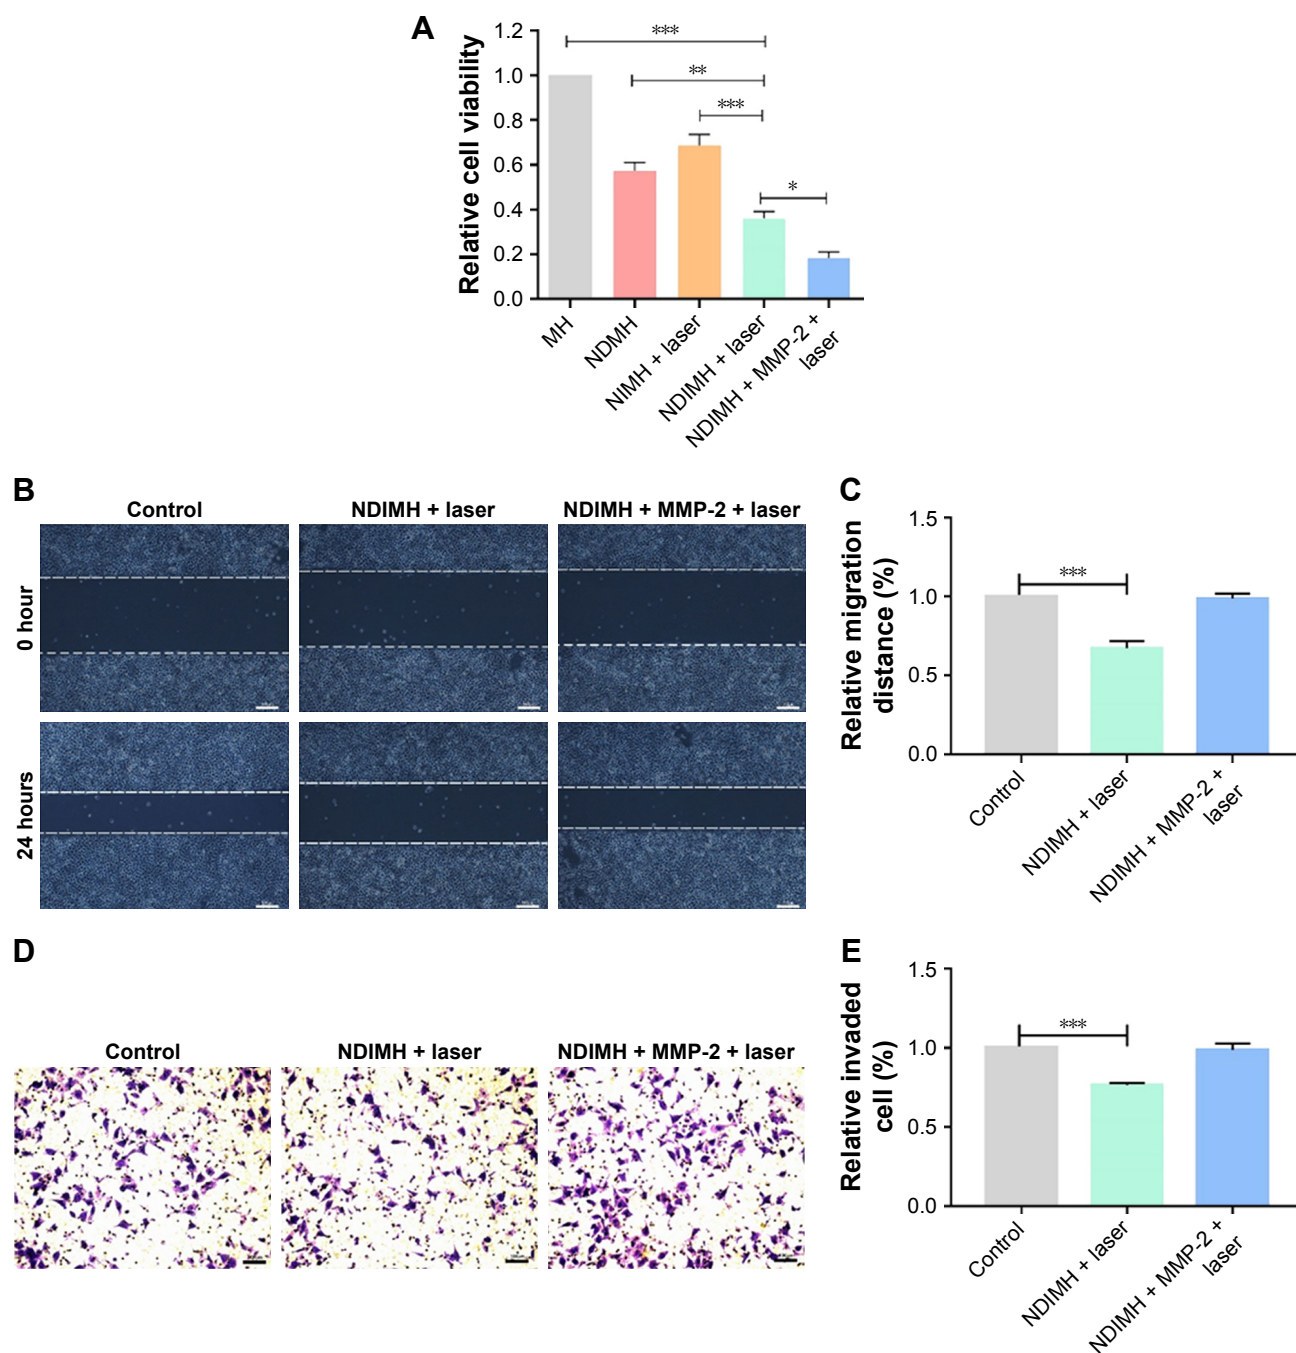 A
Relative cell viability
1.2
1.0
0.8
0.6
0.4
0.2
0.0
***
**
***
*
MH
NDMH
NIMH + laser
NDIMH + laser
NDIMH + MMP-2 +
laser
B
Control
NDIMH + laser
NDIMH + MMP-2 + laser
0 hour
24 hours
C
Relative migration
distance (%)
1.5
1.0
0.5
0.0
***
Control
NDIMH + laser
NDIMH + MMP-2 +
laser
D
Control
NDIMH + laser
NDIMH + MMP-2 + laser
E
Relative invaded
cell (%)
1.5
1.0
0.5
0.0
***
Control
NDIMH + laser
NDIMH + MMP-2 +
laser